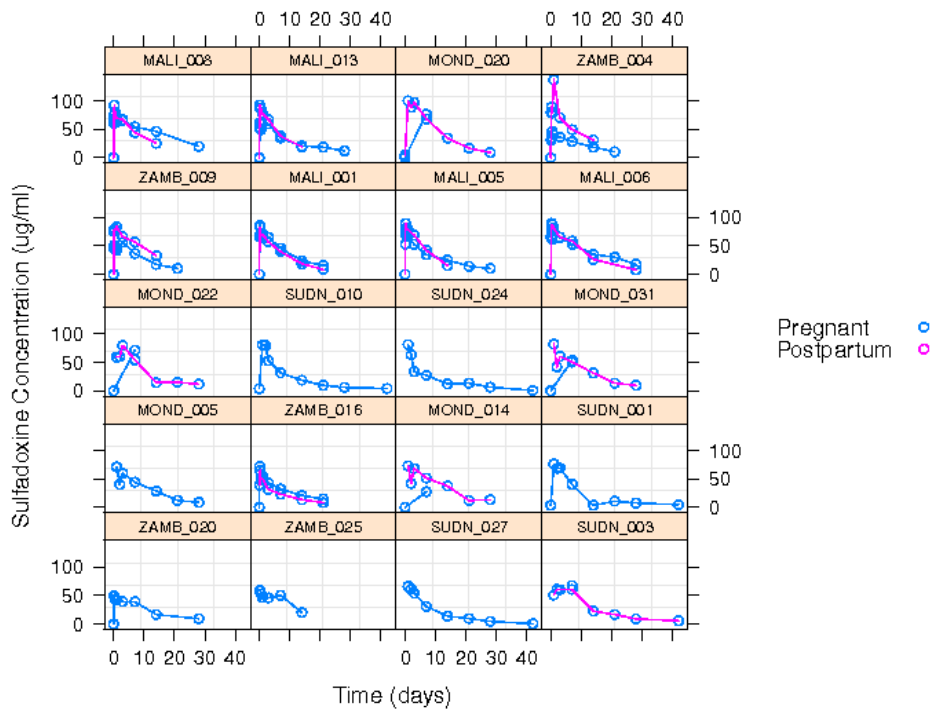 0 10 20 30 40 0 10 20 30 40
MALI_008 MALI_013 MOND_020 ZAMB_004
100
50
0
ZAMB_009 MALI_001 MALI_005 MALI_006
100
50
0
MOND_022 SUDN_010 SUDN_024 MOND_031
100
50
0
MOND_005 ZAMB_016 MOND_014 SUDN_001
100
50
0
ZAMB_020 ZAMB_025 SUDN_027 SUDN_003
100
50
0
0 10 20 30 40 0 10 20 30 40
Time (days)
Sulfadoxine Concentration (ug/ml)
Pregnant
Postpartum